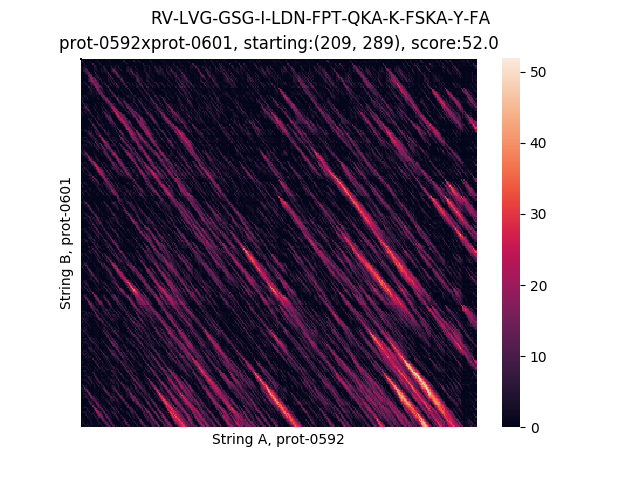 RV-LVG-GSG-I-LDN-FPT-QKA-K-FSKA-Y-FA
prot-0592xprot-0601, starting:(209, 289), score:52.0
50
40
30
20
10
0
String B, prot-0601
String A, prot-0592